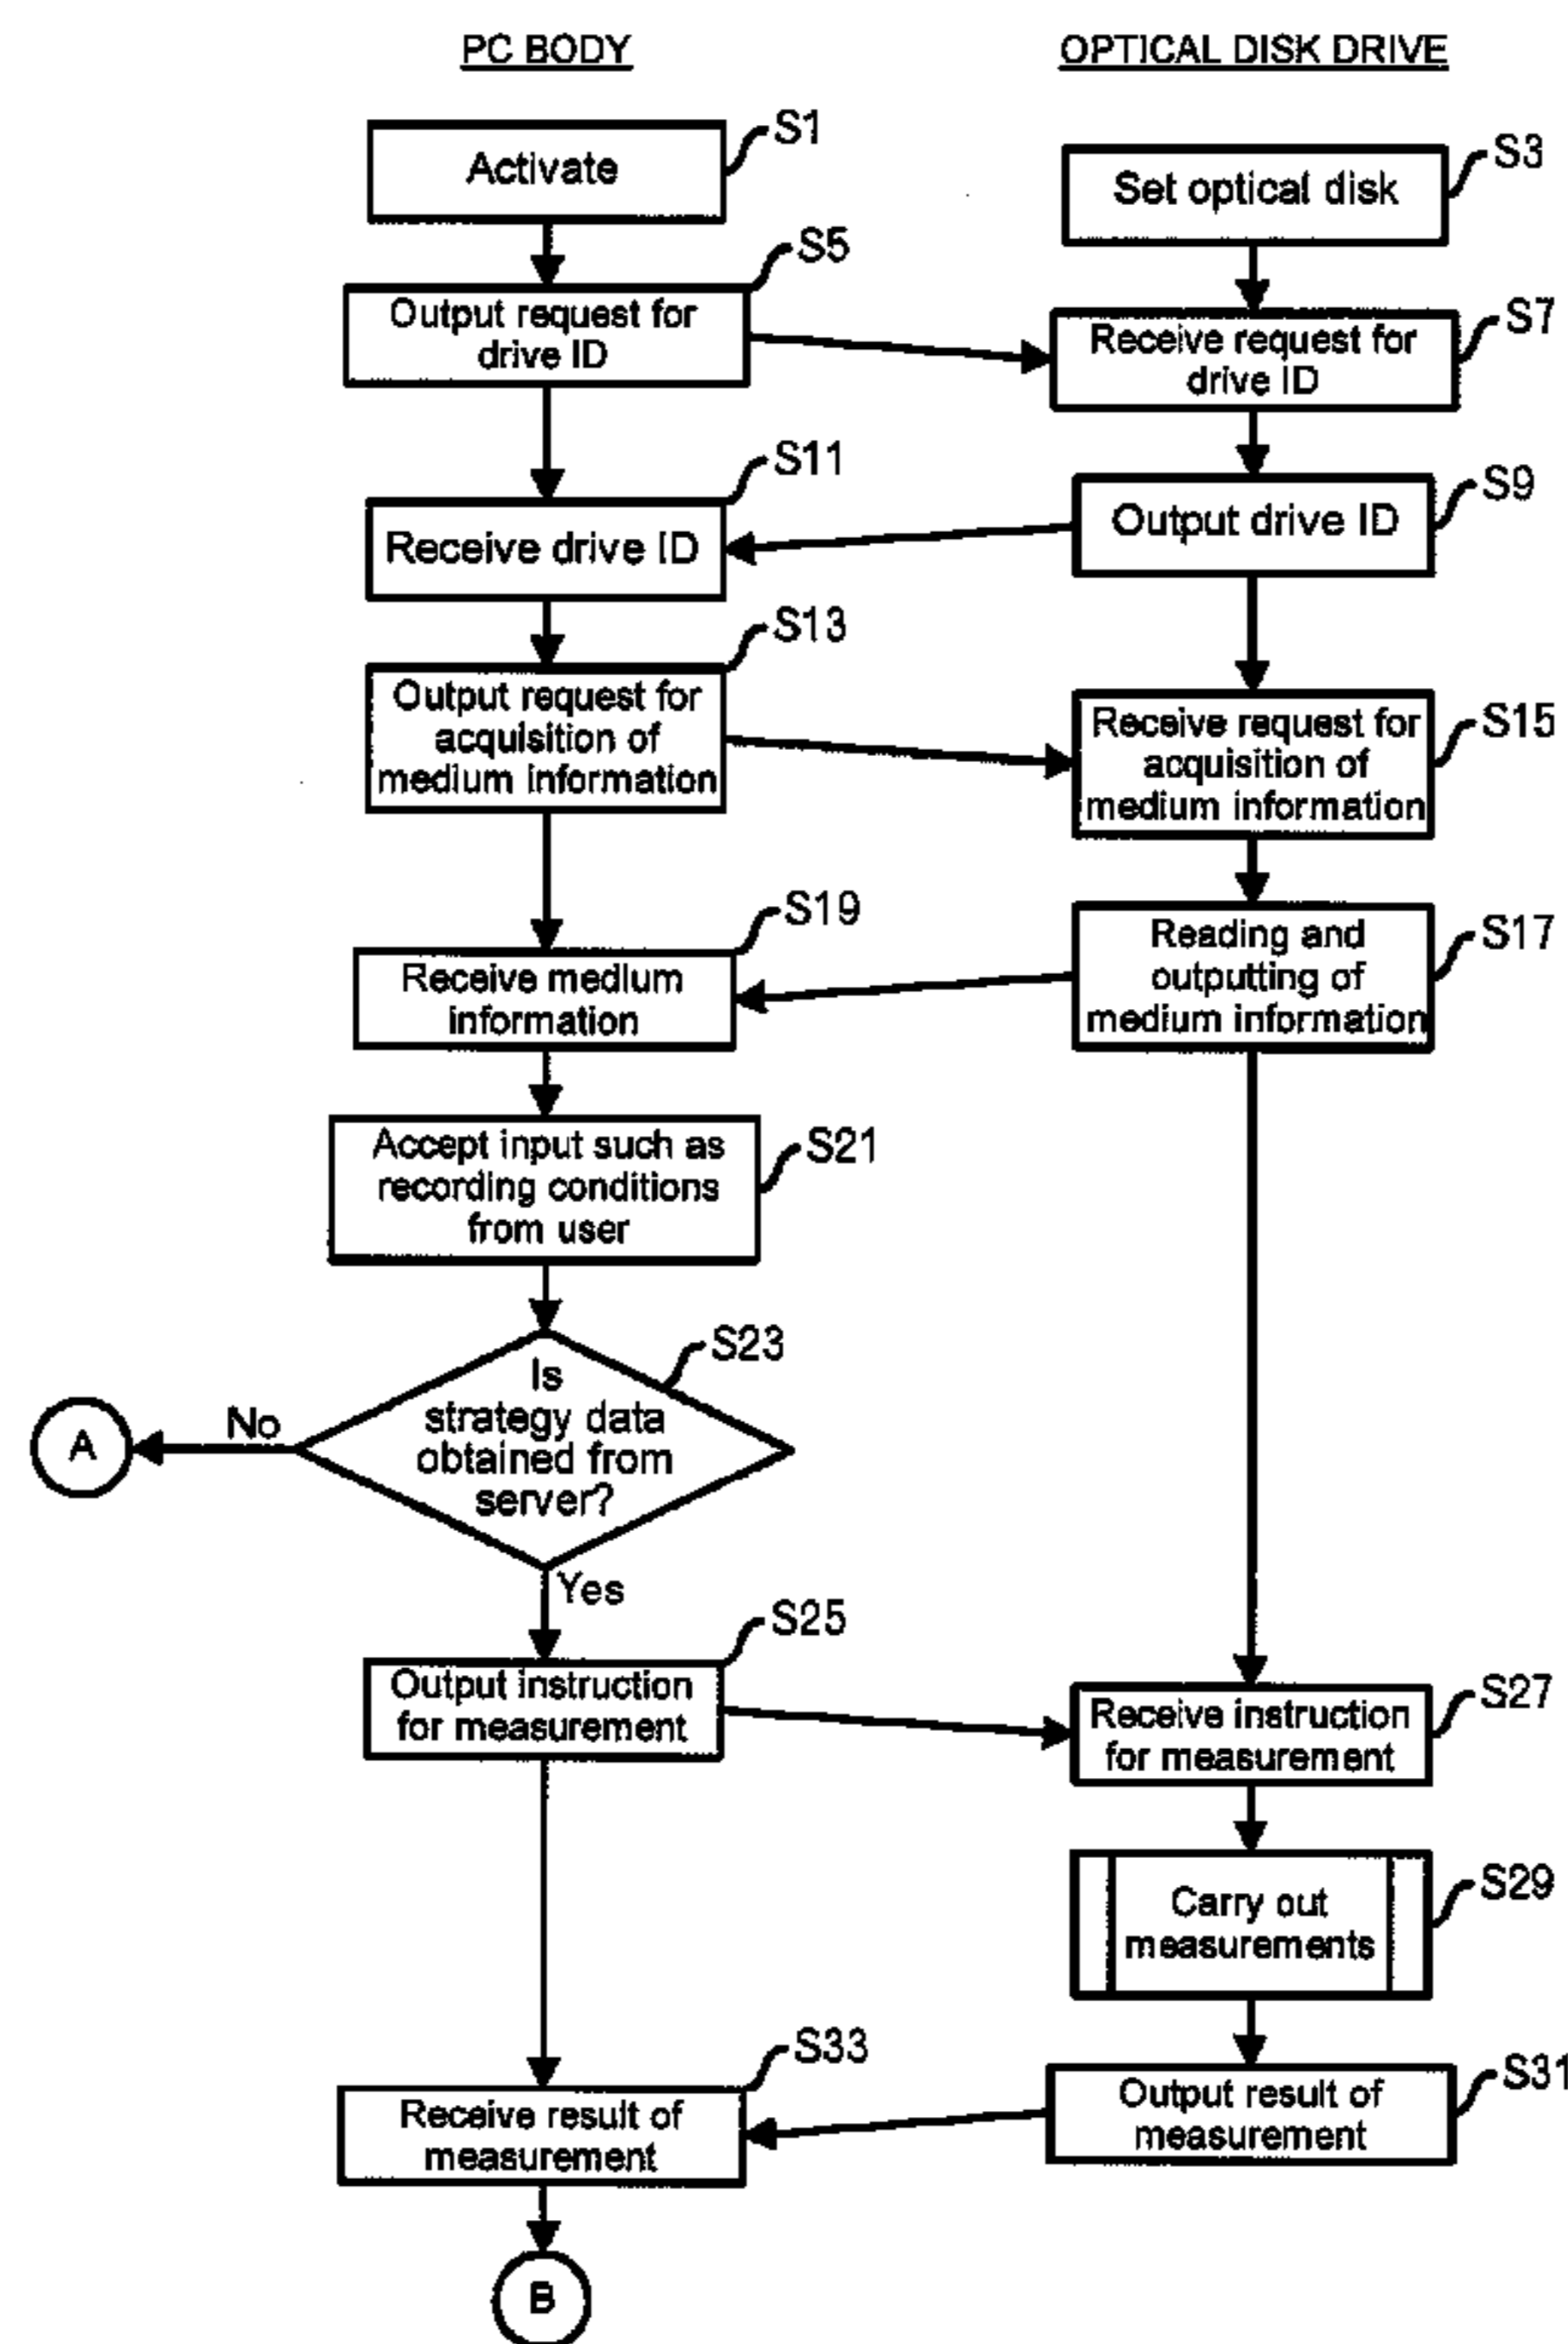 PC BODY
OPTICAL DISK DRIVE
S1
Activate
S3
Set optical disk
S5
Output request for
drive ID
S7
Receive request for
drive ID
S11
Receive drive ID
S9
Output drive ID
S13
Output request for
acquisition of
medium information
S15
Receive request for
acquisition of
medium information
S19
Receive medium
information
S17
Reading and
outputting of
medium information
S21
Accept input such as
recording conditions
from user
S23
Is
strategy data
obtained from
server?
No
A
Yes
S25
Output instruction
for measurement
S27
Receive instruction
for measurement
S29
Carry out
measurements
S33
Receive result of
measurement
S31
Output result of
measurement
B